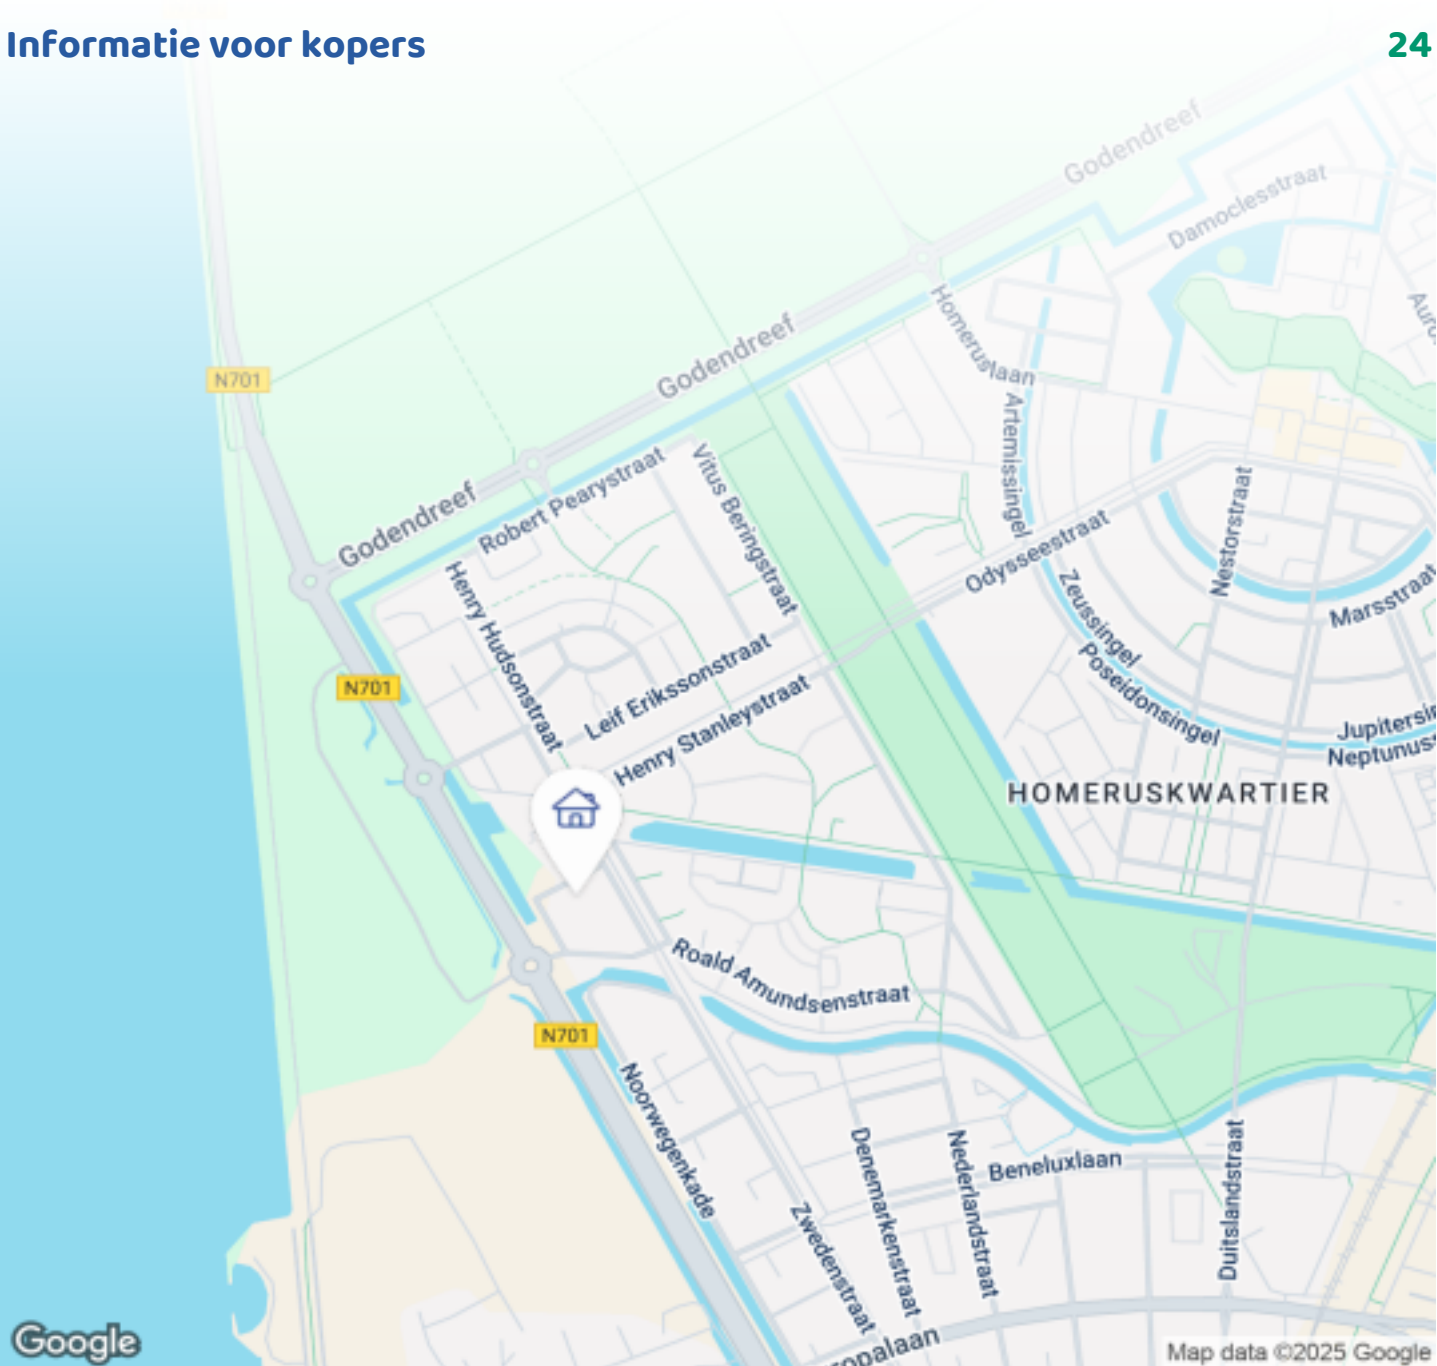 Informatie voor kopers
24
Godendreef
Damoclesstraat
Homeruslaan
Godendreef
N701
Artemissingel
Vitus Beringstraat
Robert Pearystraat
Godendreef
Nestorstraat
Odysseestraat
Henry Hudsonstraat
Zeussingel
Marsstraat
Leif Erikssonstraat
Poseidonsingel
N701
Henry Stanleystraat
HOMERUSKWARTIER
Roald Amundsenstraat
N701
Noorwegenkade
Denemarkenstraat
Nederlandstraat
Beneluxlaan
Duitslandstraat
Zwedenstraat
Google
Map data ©2025 Google